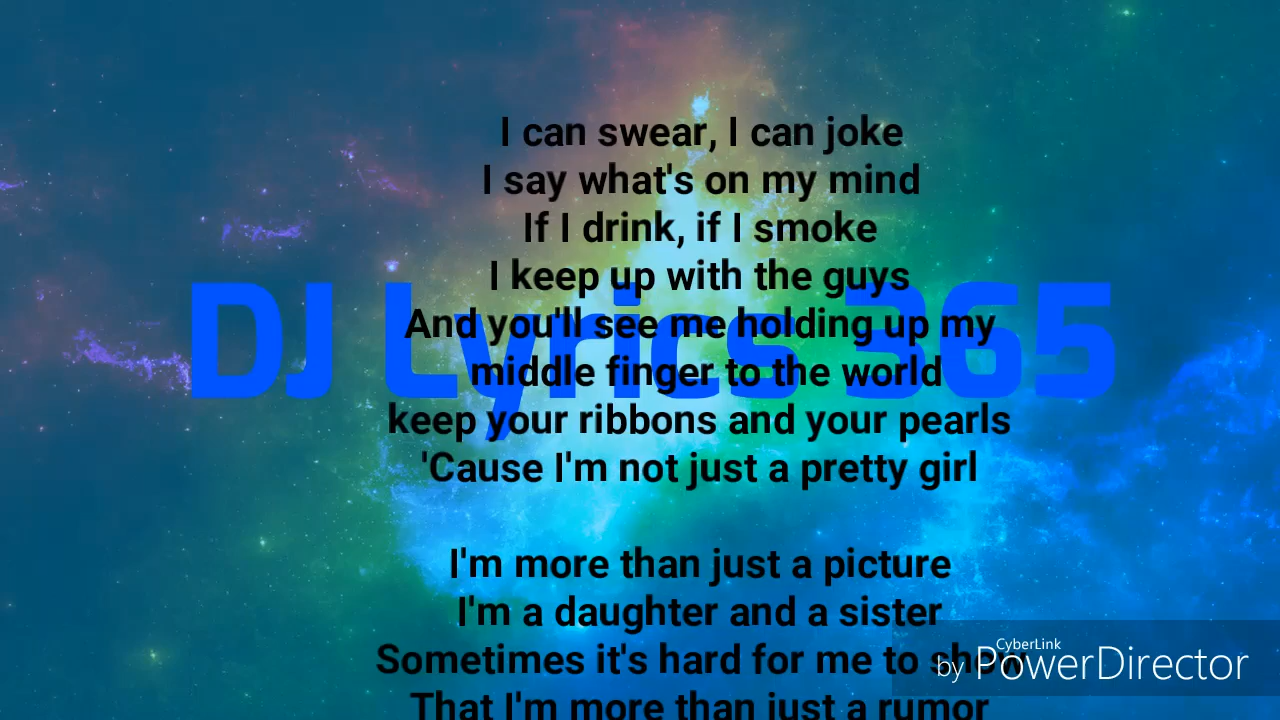 I can swear, I can joke
I say what's on my mind
If I drink, if I smoke
I keep up with the guys
And you'll see me holding up my
middle finger to the world
keep your ribbons and your pearls
'Cause I'm not just a pretty girl
DJ Lyrics 365
I'm more than just a picture
I'm a daughter and a sister
Sometimes it's hard for me to show
That I'm more than just a rumor
CyberLink
by PowerDirector